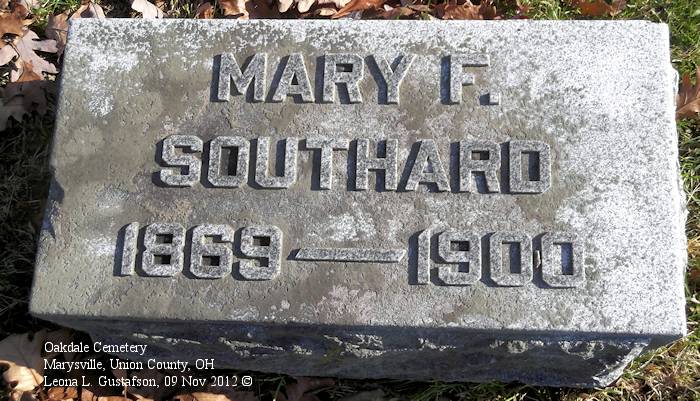 MARY F.
SOUTHARD
1869 — 1900
Oakdale Cemetery
Marysville, Union County, OH
Leona L. Gustafson, 09 Nov 2012 ©